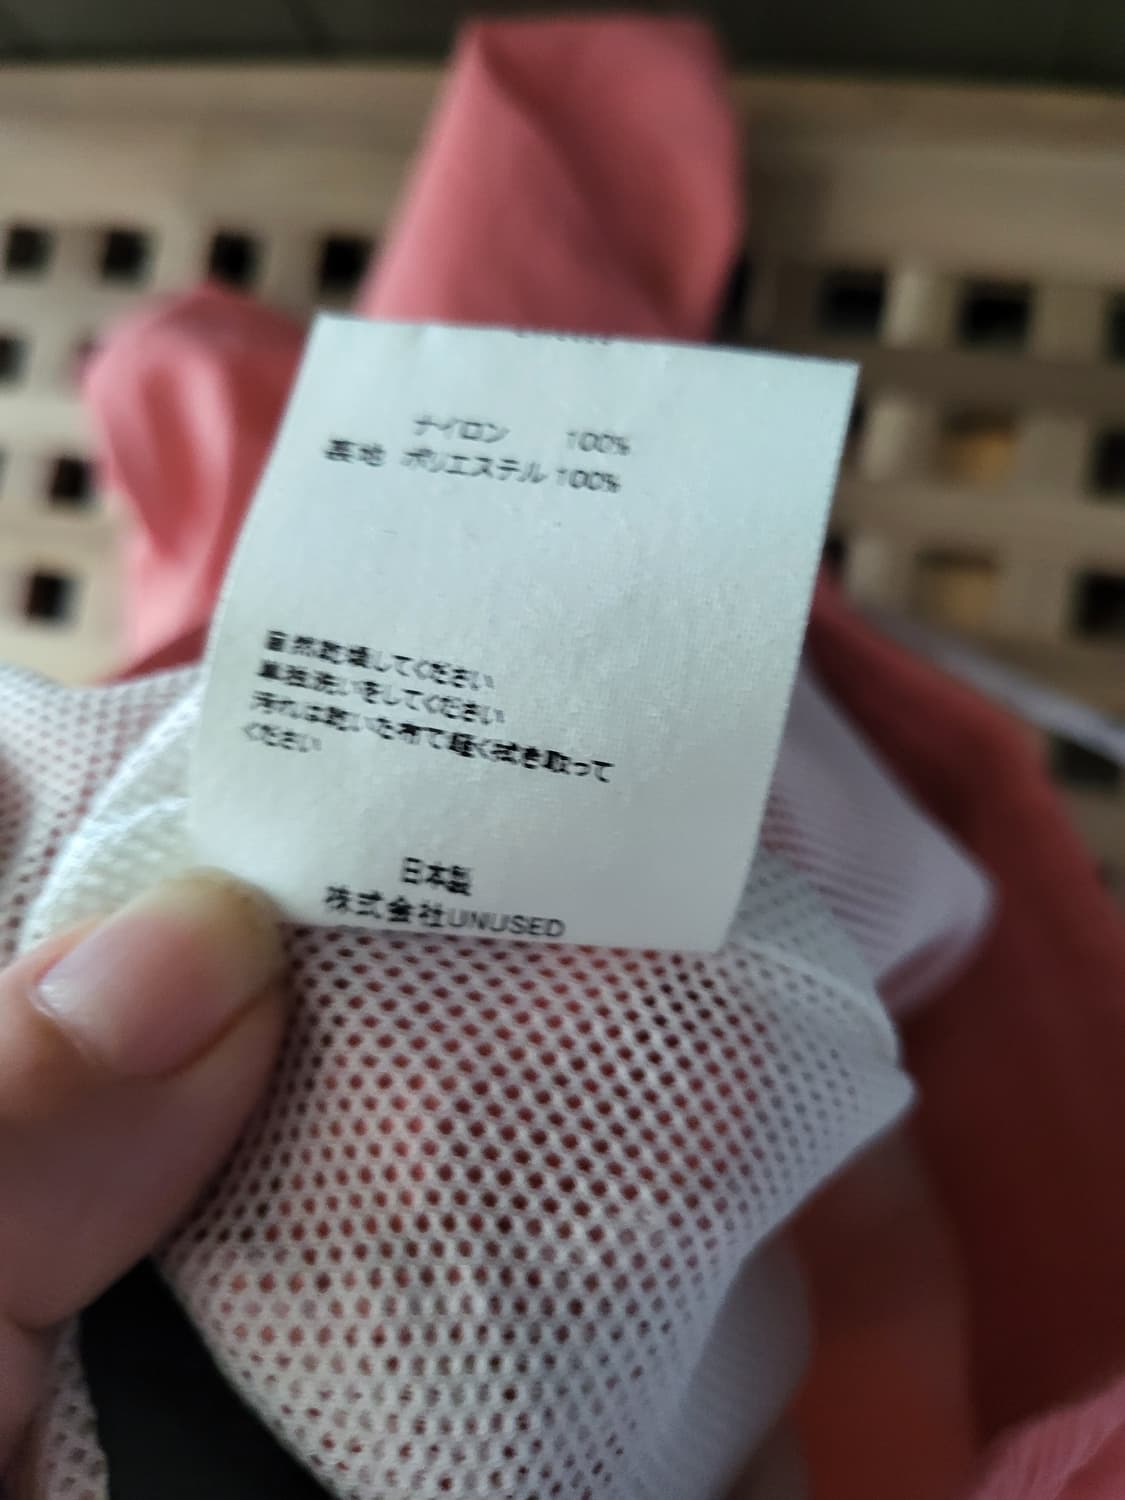 ナイロン 100%
裏地 ポリエステル 100%
自然乾燥してください
単独洗いをしてください
汚れは乾いた布で軽く拭き取って
ください
日本製
株式会社UNUSED